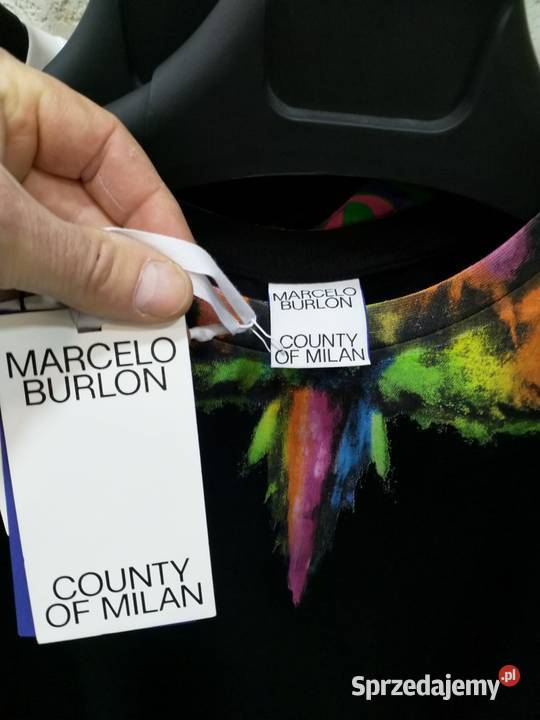 MARCELO
BURLON
COUNTY
OF MILAN
MARCELO
BURLON
COUNTY
OF MILAN
Sprzedajemy.pl